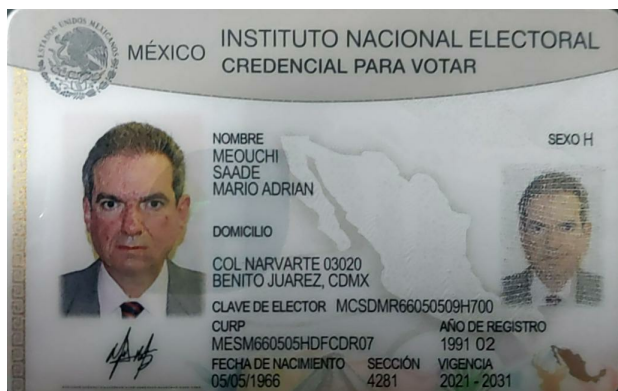 ESTADOS UNIDOS MEXICANOS
MÉXICO INSTITUTO NACIONAL ELECTORAL
CREDENCIAL PARA VOTAR
NOMBRE SEXO H
MEOUCHI
SAADE
MARIO ADRIAN
DOMICILIO
COL NARVARTE 03020
BENITO JUAREZ, CDMX
CLAVE DE ELECTOR MCSDMR66050509H700
CURP AÑO DE REGISTRO
MESM660505HDFCDR07 1991 02
FECHA DE NACIMIENTO SECCIÓN VIGENCIA
05/05/1966 4281 2021 - 2031